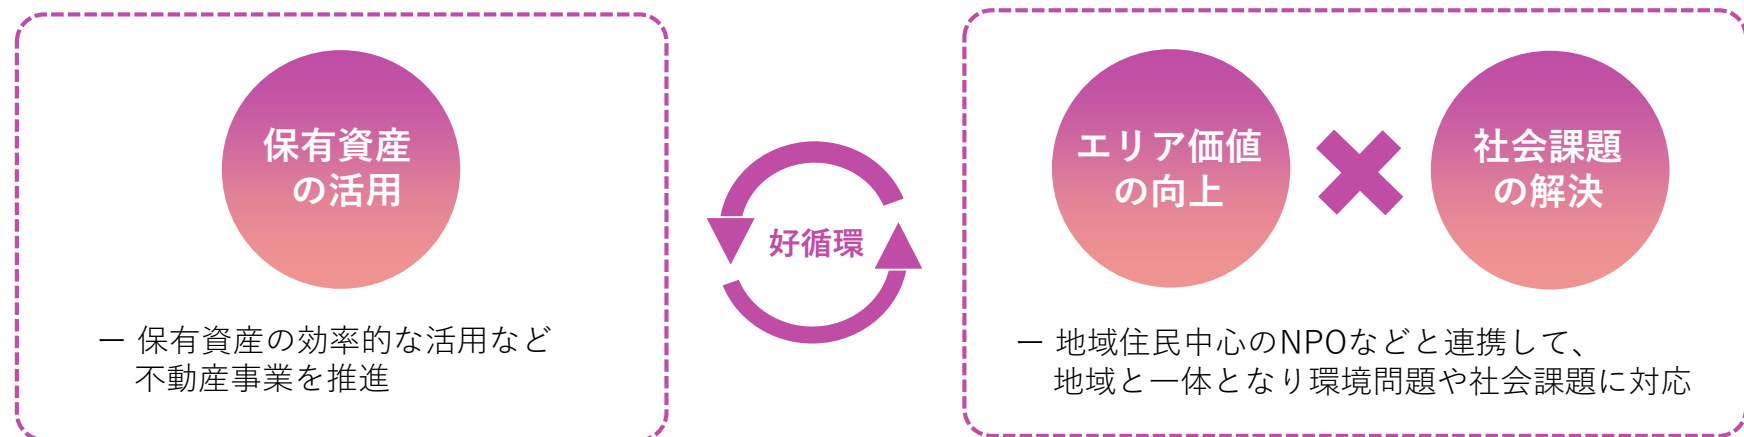 保有資産
の活用
ー 保有資産の効率的な活用など
不動産事業を推進
好循環
エリア価値
の向上
社会課題
の解決
ー 地域住民中心のNPOなどと連携して、
地域と一体となり環境問題や社会課題に対応